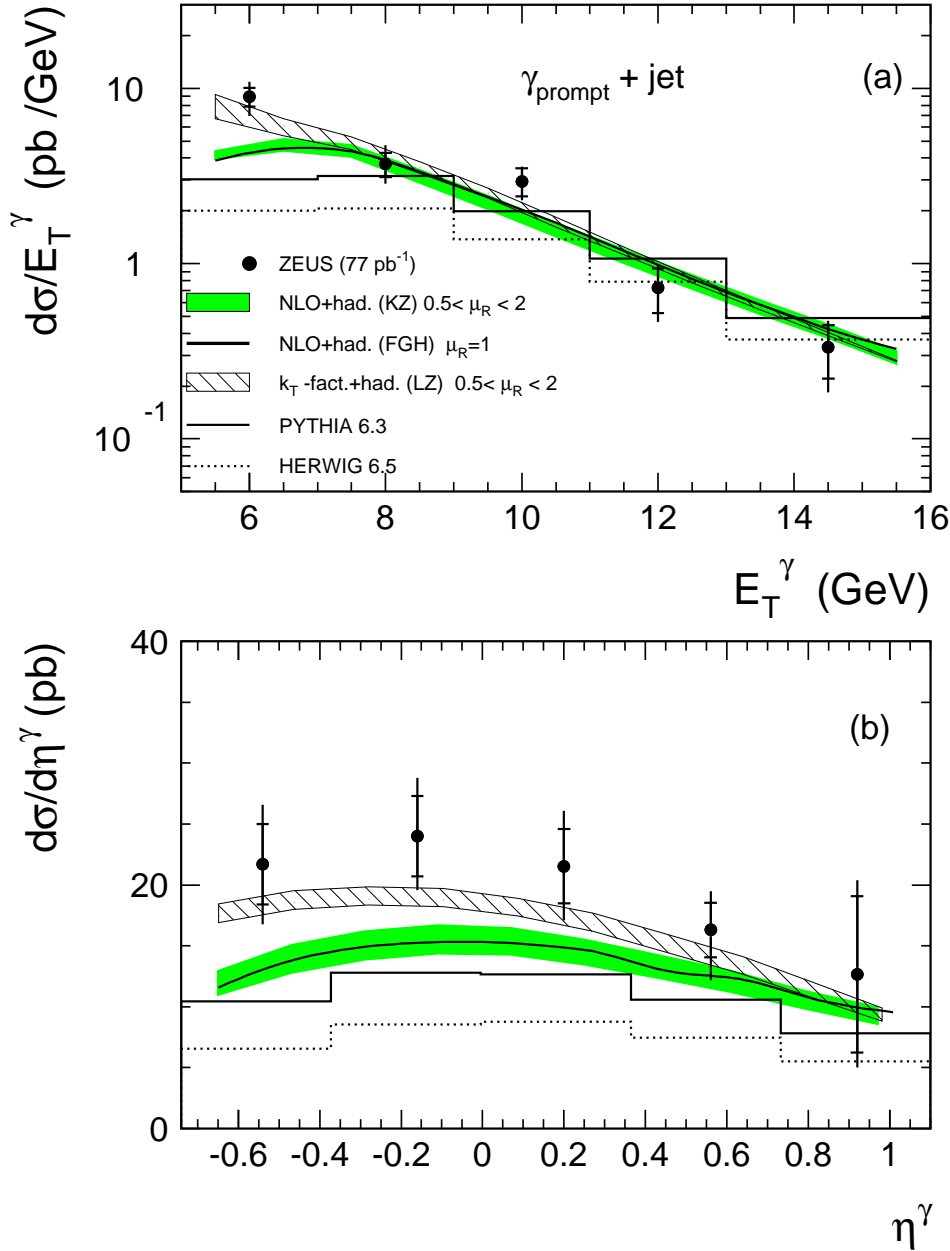 dσ/E_T^γ (pb /GeV)
10
1
10^-1
γ_prompt + jet
(a)
ZEUS (77 pb^-1)
NLO+had. (KZ) 0.5< μ_R < 2
NLO+had. (FGH) μ_R=1
k_T -fact.+had. (LZ) 0.5< μ_R < 2
PYTHIA 6.3
HERWIG 6.5
6 8 10 12 14 16
E_T^γ (GeV)
dσ/dη^γ (pb)
40
20
0
(b)
-0.6 -0.4 -0.2 0 0.2 0.4 0.6 0.8 1
η^γ